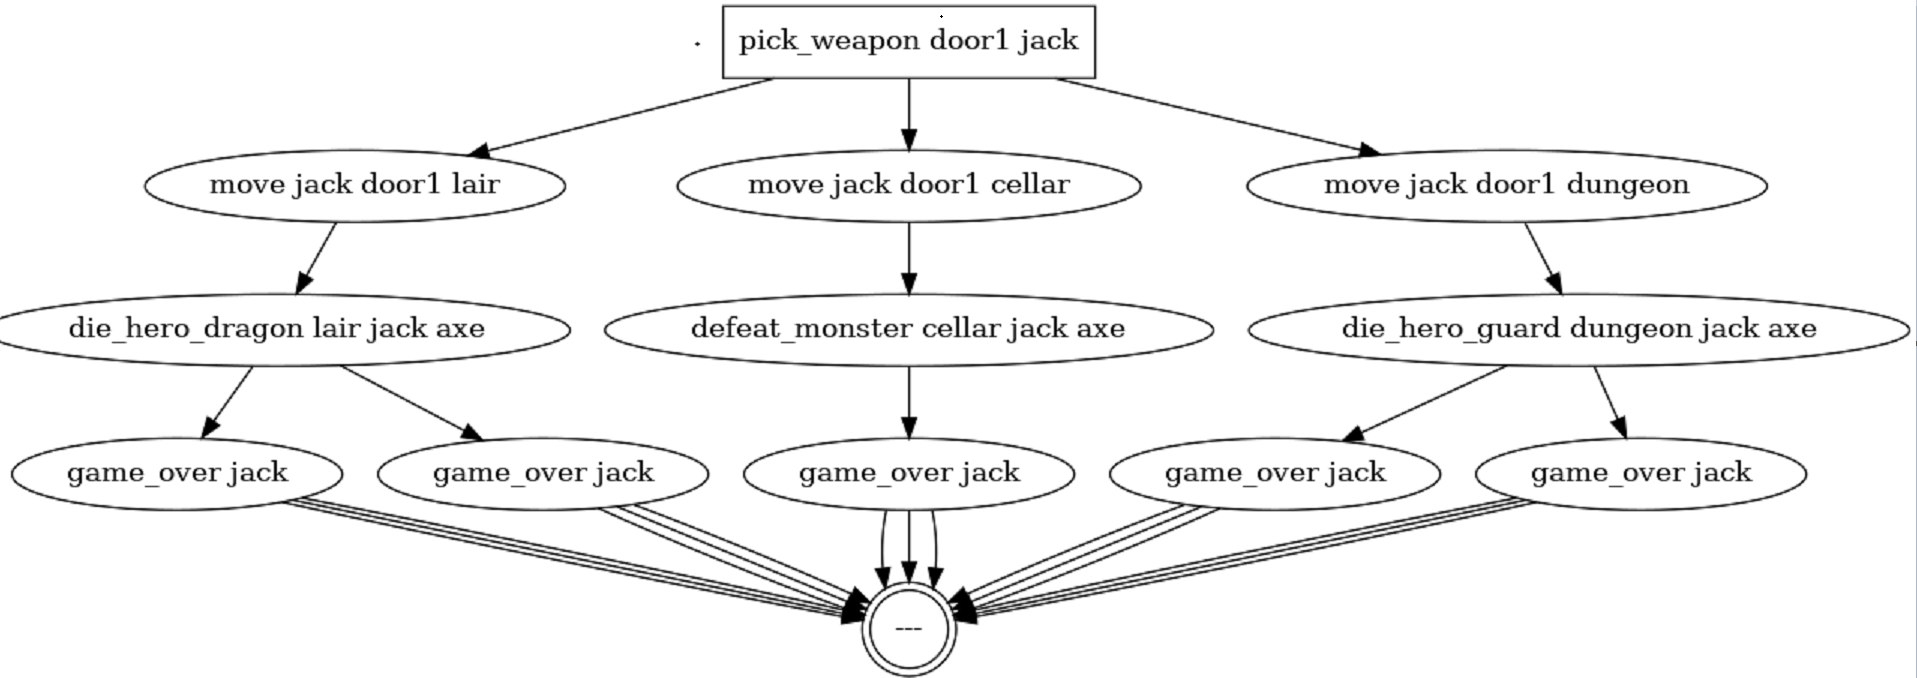 pick_weapon door1 jack
move jack door1 lair
move jack door1 cellar
move jack door1 dungeon
die_hero_dragon lair jack axe
defeat_monster cellar jack axe
die_hero_guard dungeon jack axe
game_over jack
game_over jack
game_over jack
game_over jack
game_over jack
---